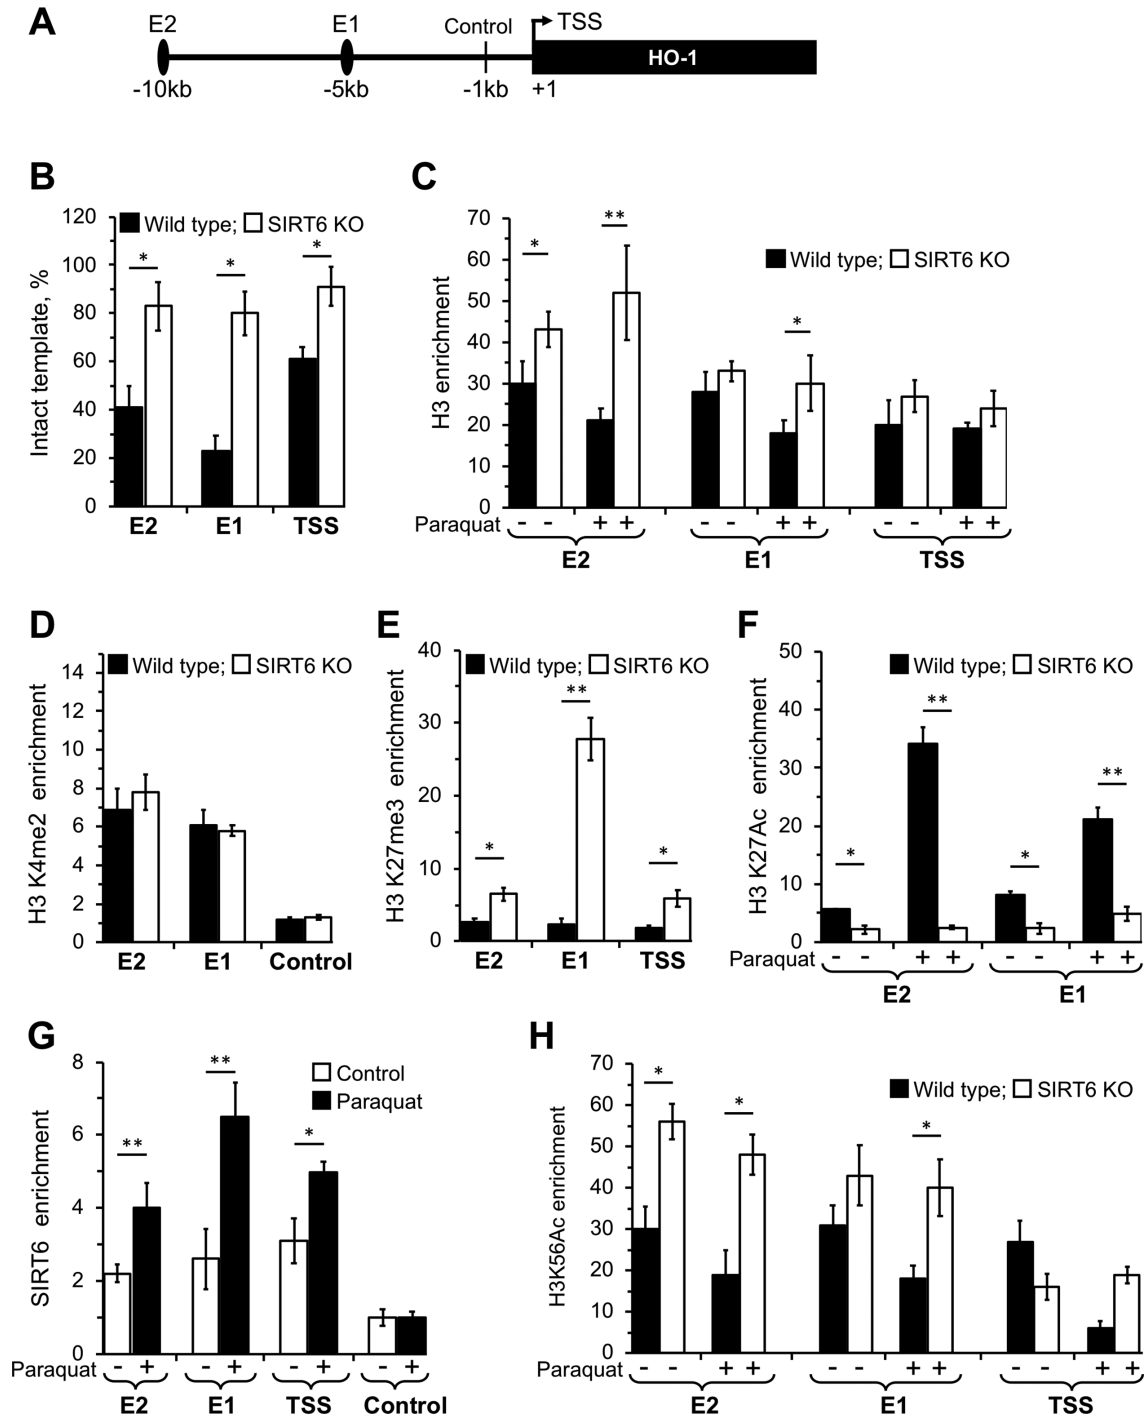 A
E2 E1 Control TSS
HO-1
-10kb -5kb -1kb +1
B
Wild type; SIRT6 KO
Intact template, %
120
100
80
60
40
20
0
* * *
E2 E1 TSS
C
Wild type; SIRT6 KO
H3 enrichment
70
60
50
40
30
20
10
0
* ** *
Paraquat - - + + - - + + - - + +
E2 E1 TSS
D
Wild type; SIRT6 KO
H3 K4me2 enrichment
14
12
10
8
6
4
2
0
E2 E1 Control
E
Wild type; SIRT6 KO
H3 K27me3 enrichment
40
30
20
10
0
* ** *
E2 E1 TSS
F
Wild type; SIRT6 KO
H3 K27Ac enrichment
50
40
30
20
10
0
* ** * **
Paraquat - - + + - - + +
E2 E1
G
Control
Paraquat
SIRT6 enrichment
8
6
4
2
0
** ** *
Paraquat - + - + - + - +
E2 E1 TSS Control
H
Wild type; SIRT6 KO
H3K56Ac enrichment
70
60
50
40
30
20
10
0
* * *
Paraquat - - + + - - + + - - + +
E2 E1 TSS